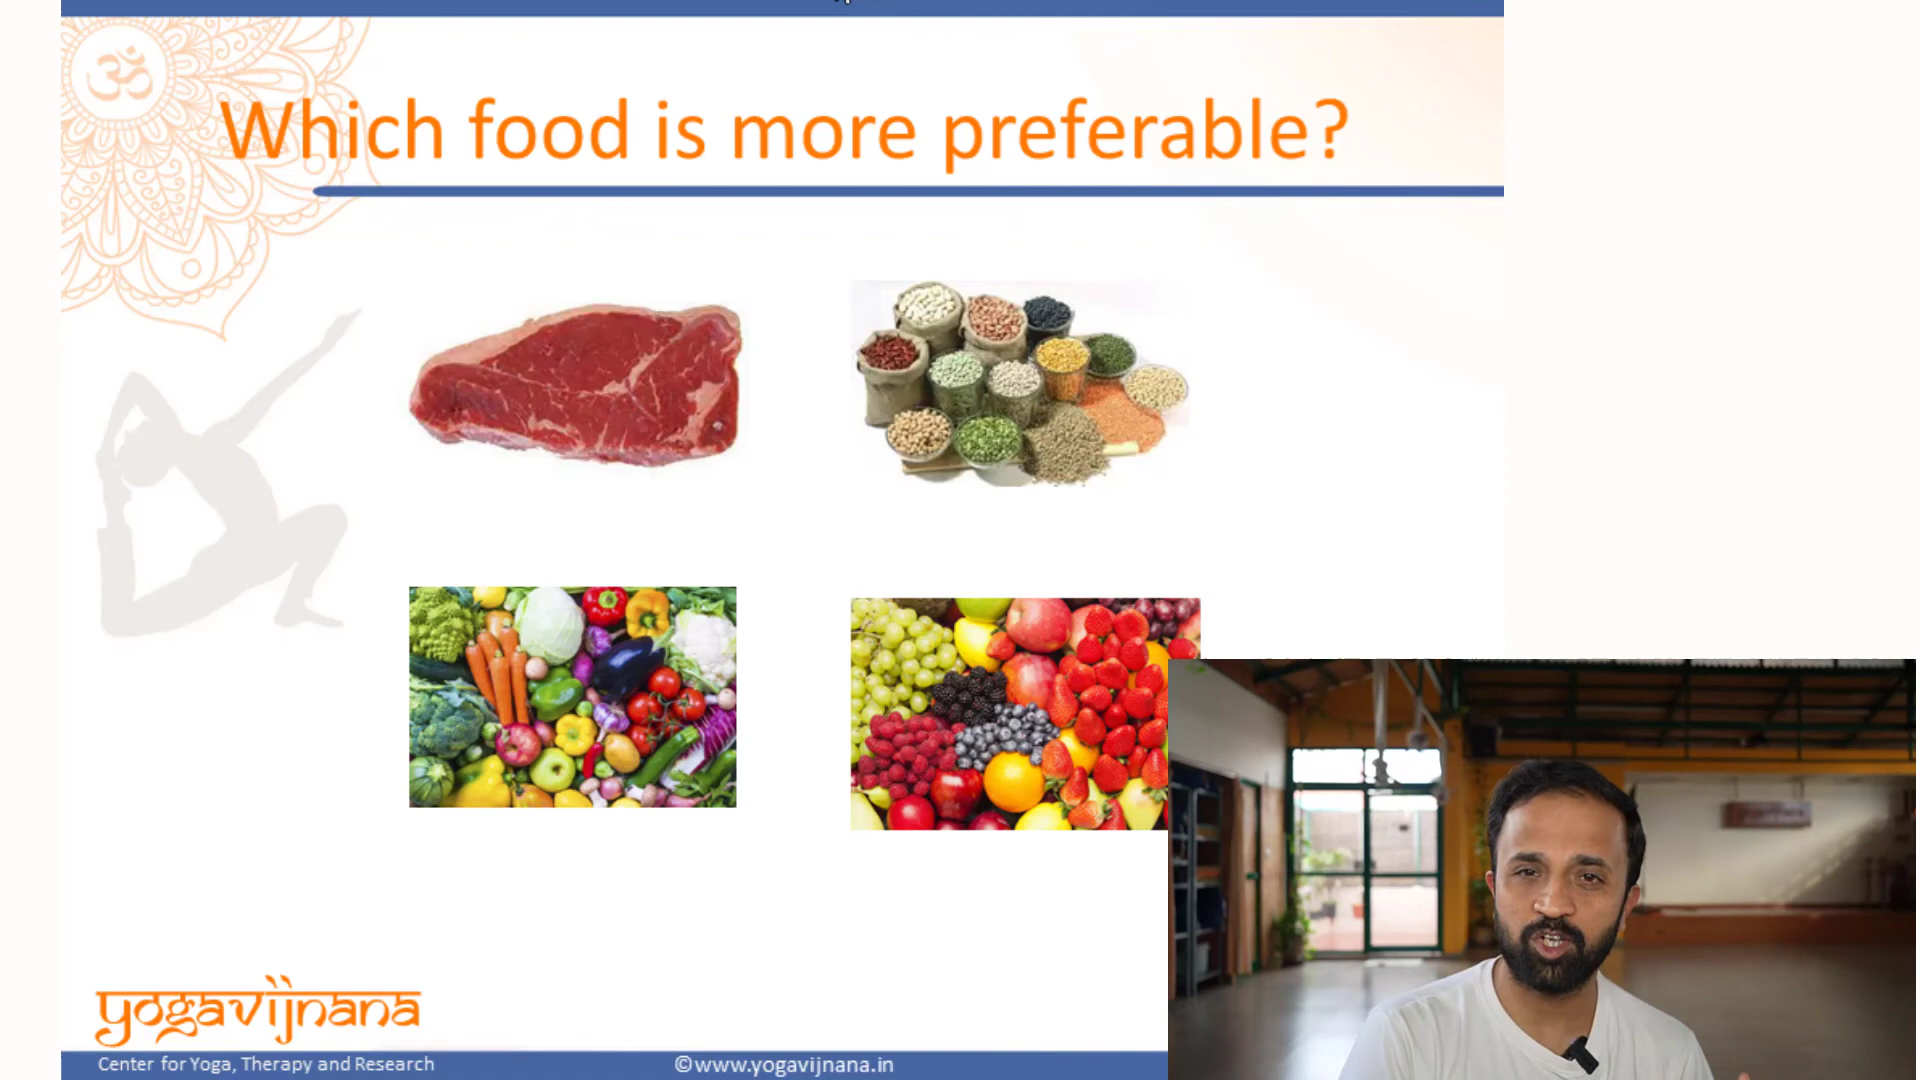 ॐ
Which food is more preferable?
yogavijnana
Center for Yoga, Therapy and Research
©www.yogavijnana.in